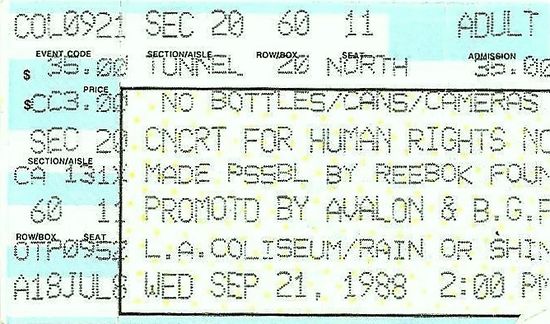 COL0921 SEC 20 60 11 ADULT
EVENT CODE SECTION/AISLE ROW/BOX SEAT ADMISSION
$ 35.00 TUNNEL 20 NORTH 35.00
PRICE
$ CC3.00 NO BOTTLES/CANS/CAMERAS
SEC 20 CNCRT FOR HUMAN RIGHTS NO
SECTION/AISLE
CA 131X MADE PSSBL BY REEBOK FOUN
60 11 PROMOTD BY AVALON & B.G.P
ROW/BOX SEAT
L.A.COLISEUM/RAIN OR SHIN
A18JUL8 WED SEP 21, 1988 2:00 PM